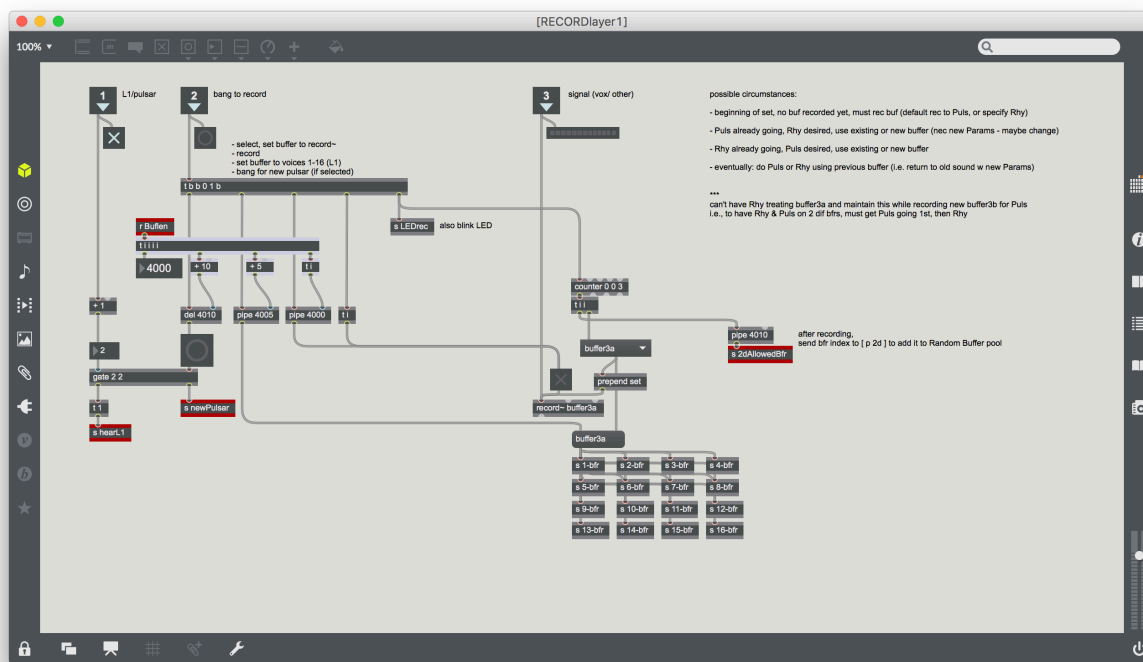 [RECORDlayer1]
100%
1
L1/pulsar
2
bang to record
3
signal (vox/ other)
possible circumstances:
- beginning of set, no buf recorded yet, must rec buf (default rec to Puls, or specify Rhy)
- Puls already going, Rhy desired, use existing or new buffer (nec new Params - maybe change)
- Rhy already going, Puls desired, use existing or new buffer
- eventually: do Puls or Rhy using previous buffer (i.e. return to old sound w new Params)
***
can't have Rhy treating buffer3a and maintain this while recording new buffer3b for Puls
i.e., to have Rhy & Puls on 2 dif bfrs, must get Puls going 1st, then Rhy
- select, set buffer to record~
- record
- set buffer to voices 1-16 (L1)
- bang for new pulsar (if selected)
t b b 0 1 b
r Buflen
s LEDrec
also blink LED
t i i i i
4000
+ 10
+ 5
t i
counter 0 0 3
t i i
+ 1
del 4010
pipe 4005
pipe 4000
t i
pipe 4010
after recording,
send bfr index to [ p 2d ] to add it to Random Buffer pool
s 2dAllowedBfr
2
buffer3a
gate 2 2
prepend set
t 1
s newPulsar
record~ buffer3a
s hearL1
buffer3a
s 1-bfr
s 2-bfr
s 3-bfr
s 4-bfr
s 5-bfr
s 6-bfr
s 7-bfr
s 8-bfr
s 9-bfr
s 10-bfr
s 11-bfr
s 12-bfr
s 13-bfr
s 14-bfr
s 15-bfr
s 16-bfr